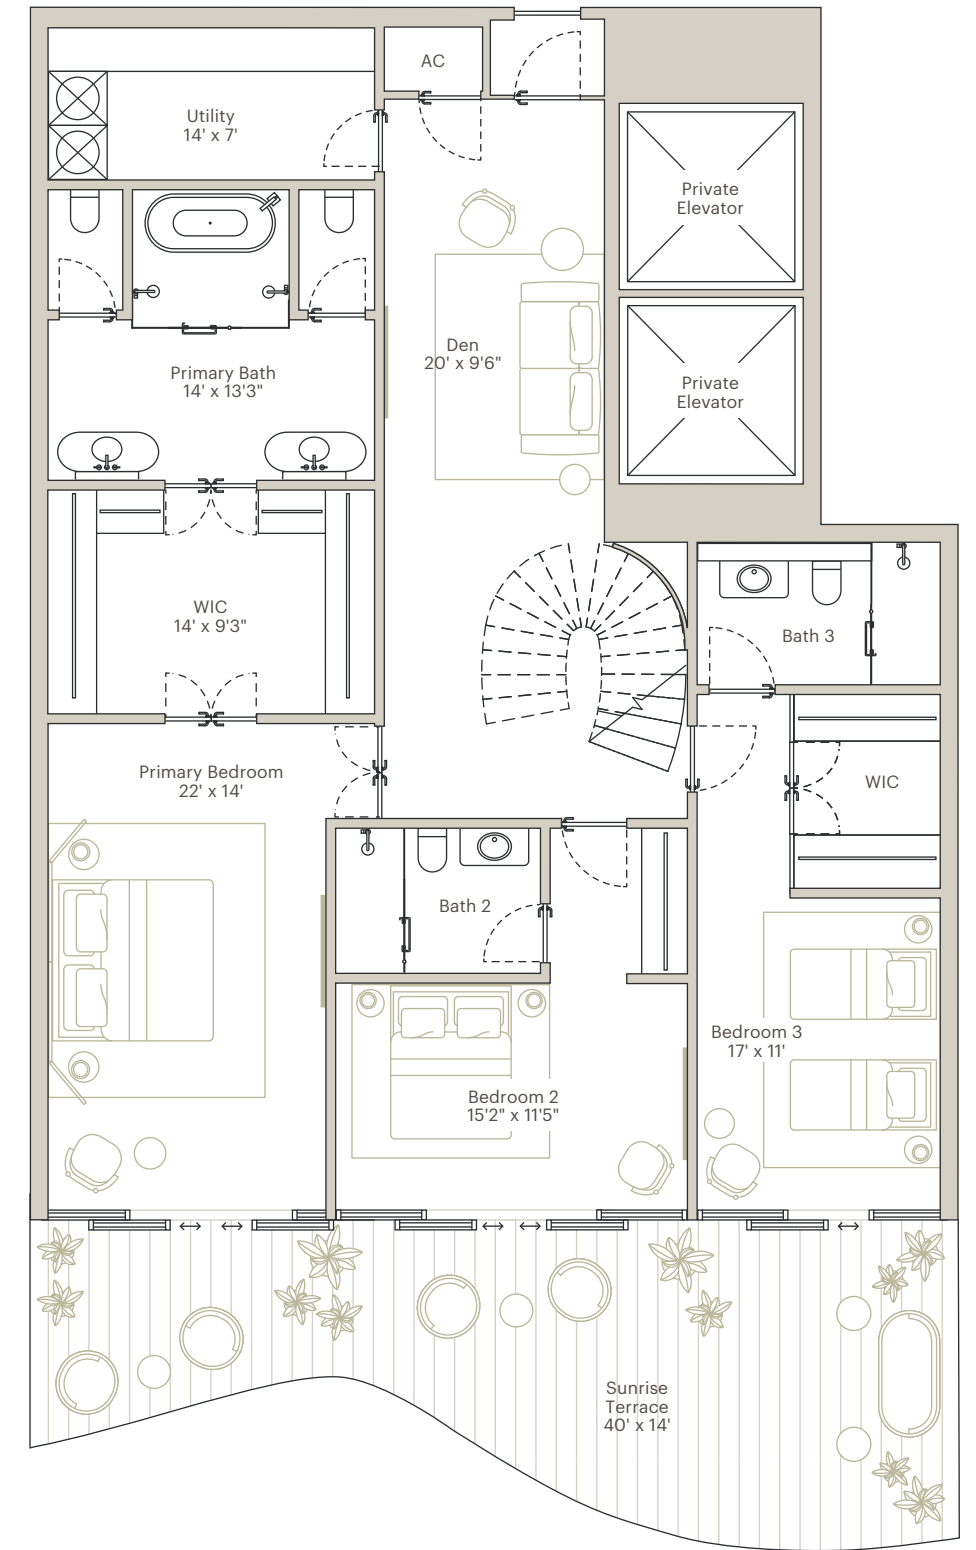 AC
Utility
14' x 7'
Private
Elevator
Den
20' x 9'6"
Primary Bath
14' x 13'3"
Private
Elevator
WIC
14' x 9'3"
Bath 3
Primary Bedroom
22' x 14'
WIC
Bath 2
Bedroom 3
17' x 11'
Bedroom 2
15'2" x 11'5"
Sunrise
Terrace
40' x 14'